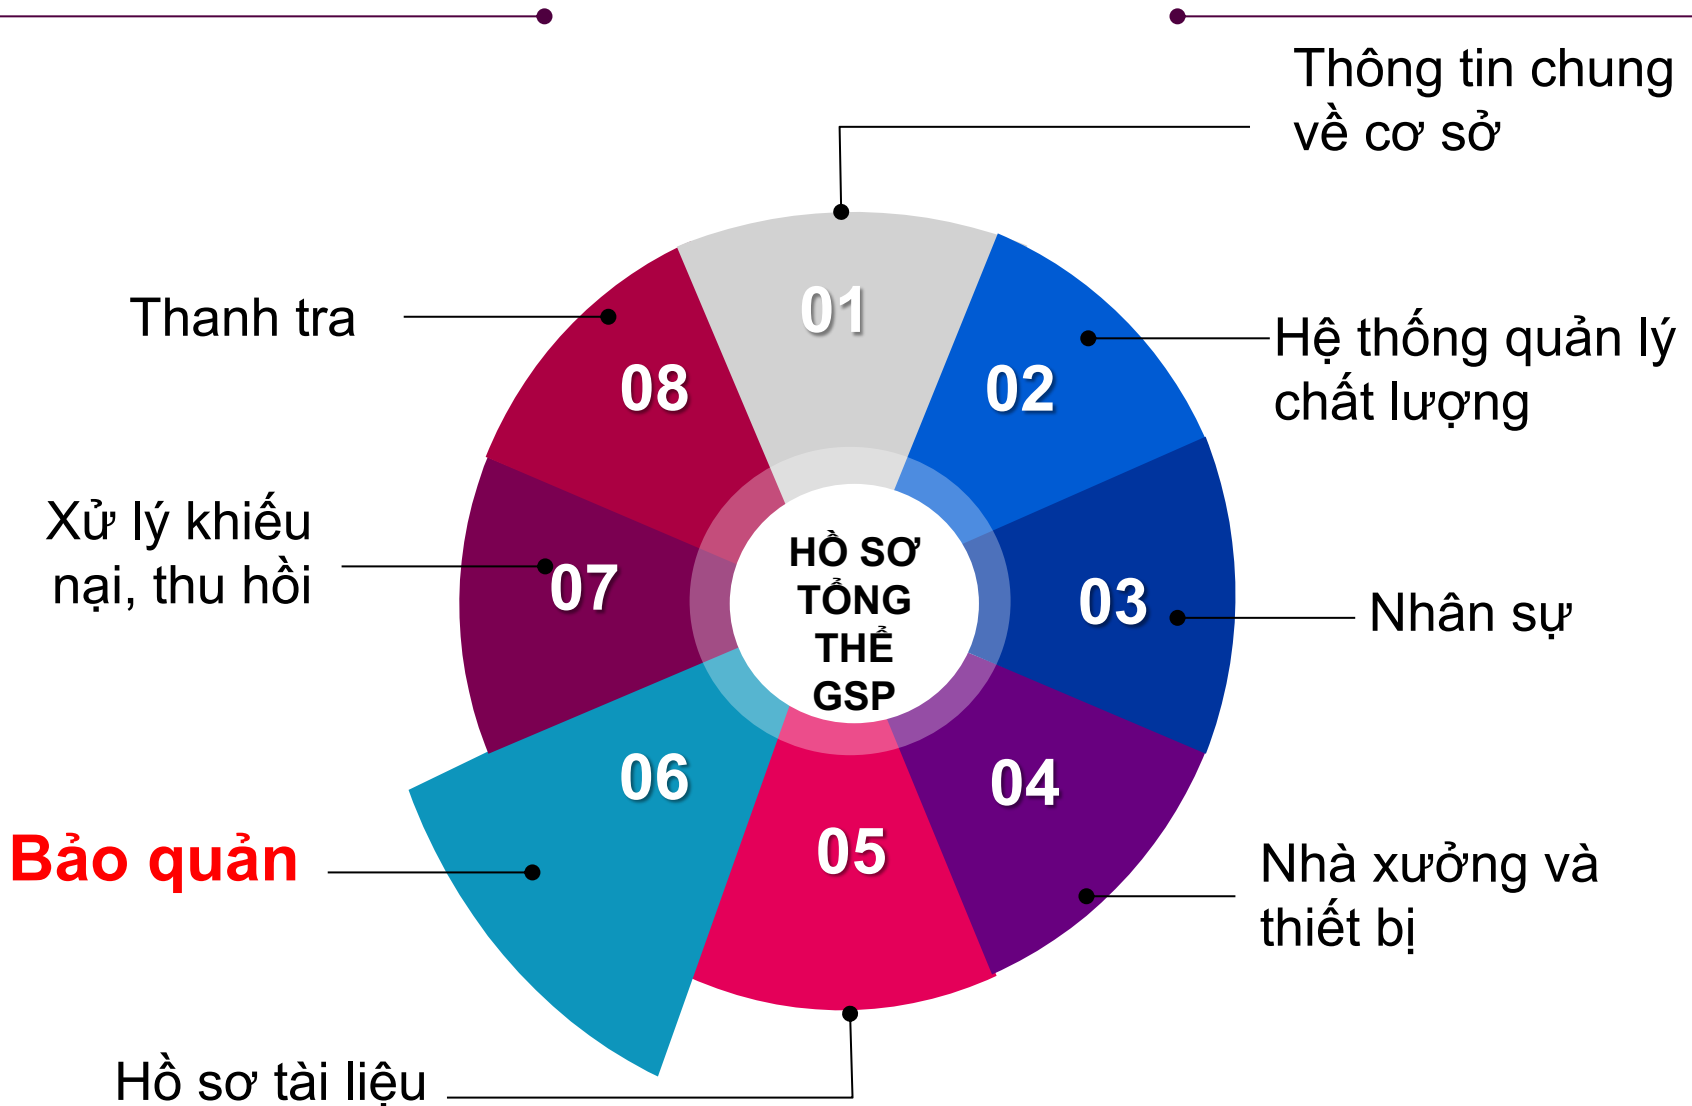 Thông tin chung
về cơ sở
01
Thanh tra
08
02
Hệ thống quản lý
chất lượng
Xử lý khiếu
nại, thu hồi
07
HỒ SƠ
TỔNG
THỂ
GSP
03
Nhân sự
06
04
Bảo quản
05
Nhà xưởng và
thiết bị
Hồ sơ tài liệu